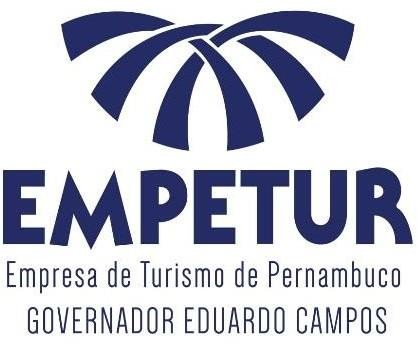 EMPETUR
Empresa de Turismo de Pernambuco
GOVERNADOR EDUARDO CAMPOS